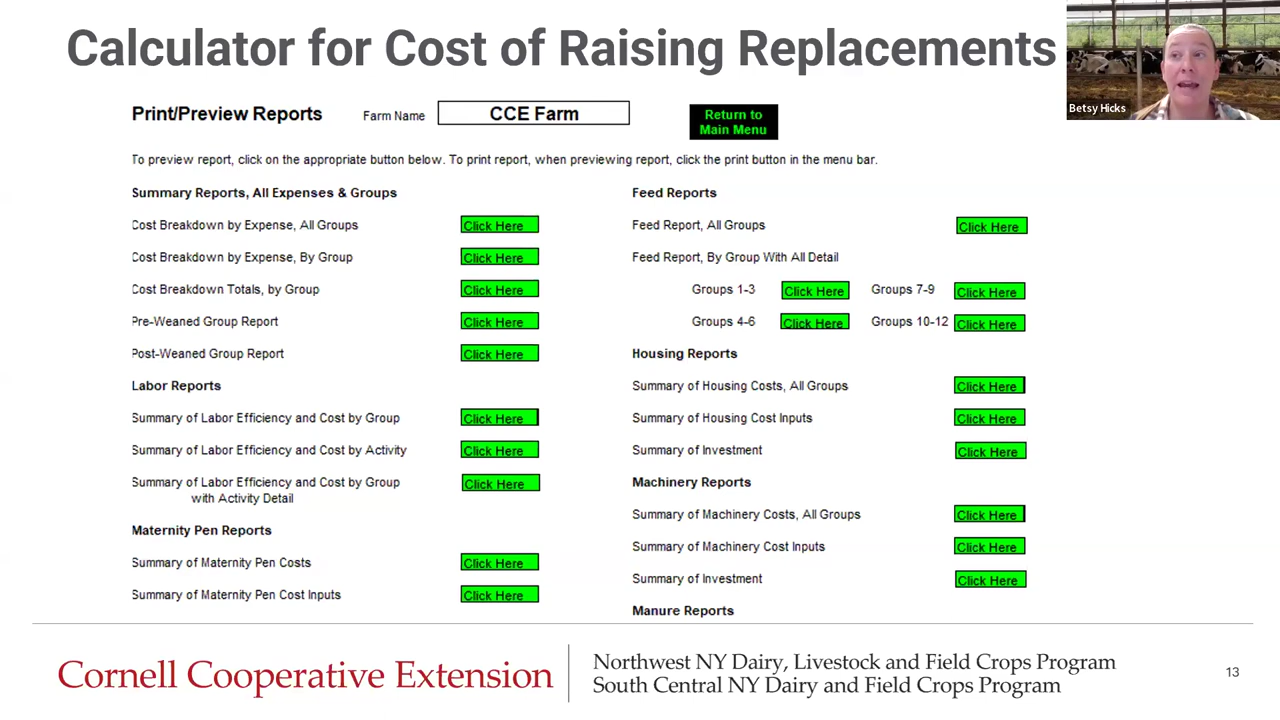 Calculator for Cost of Raising Replacements
Betsy Hicks
Print/Preview Reports
Farm Name
CCE Farm
Return to
Main Menu
To preview report, click on the appropriate button below. To print report, when previewing report, click the print button in the menu bar.
Summary Reports, All Expenses & Groups
Cost Breakdown by Expense, All Groups Click Here
Cost Breakdown by Expense, By Group Click Here
Cost Breakdown Totals, by Group Click Here
Pre-Weaned Group Report Click Here
Post-Weaned Group Report Click Here
Labor Reports
Summary of Labor Efficiency and Cost by Group Click Here
Summary of Labor Efficiency and Cost by Activity Click Here
Summary of Labor Efficiency and Cost by Group Click Here
with Activity Detail
Maternity Pen Reports
Summary of Maternity Pen Costs Click Here
Summary of Maternity Pen Cost Inputs Click Here
Feed Reports
Feed Report, All Groups Click Here
Feed Report, By Group With All Detail
Groups 1-3 Click Here Groups 7-9 Click Here
Groups 4-6 Click Here Groups 10-12 Click Here
Housing Reports
Summary of Housing Costs, All Groups Click Here
Summary of Housing Cost Inputs Click Here
Summary of Investment Click Here
Machinery Reports
Summary of Machinery Costs, All Groups Click Here
Summary of Machinery Cost Inputs Click Here
Summary of Investment Click Here
Manure Reports
Cornell Cooperative Extension
Northwest NY Dairy, Livestock and Field Crops Program
South Central NY Dairy and Field Crops Program
13